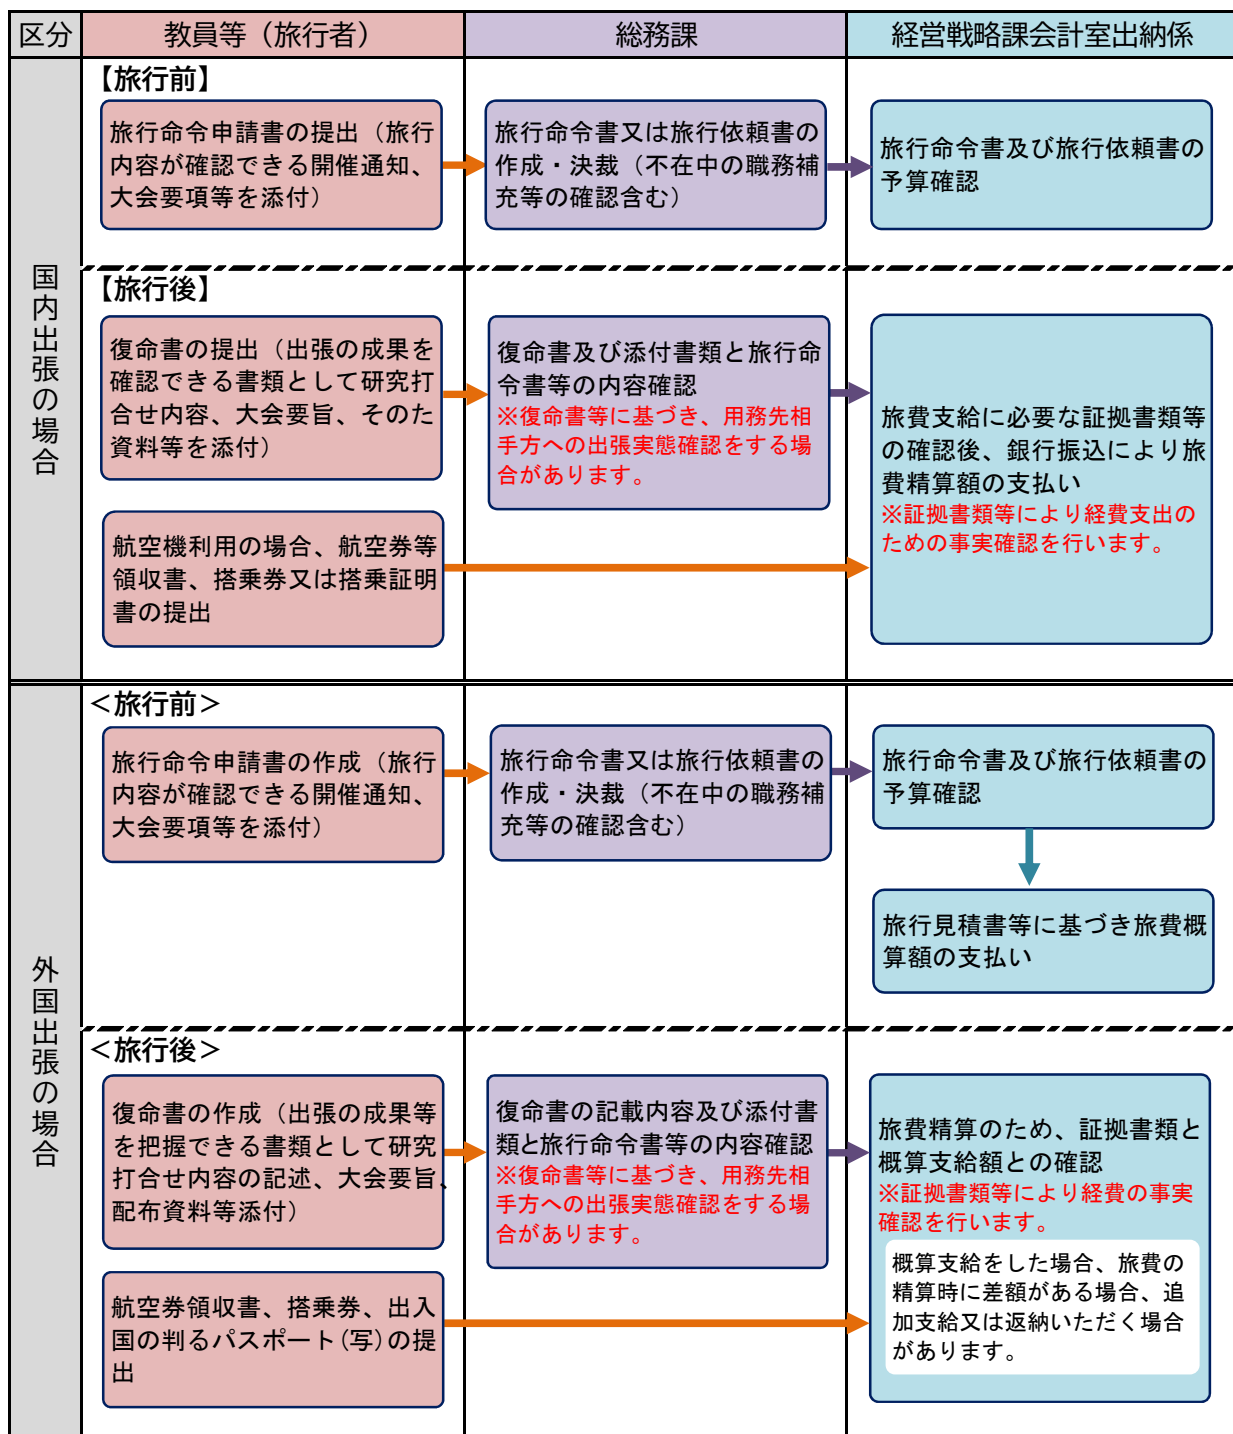 区分
教員等（旅行者）
総務課
経営戦略課会計室出納係
国内出張の場合
【旅行前】
旅行命令申請書の提出（旅行
内容が確認できる開催通知、
大会要項等を添付）
旅行命令書又は旅行依頼書の
作成・決裁（不在中の職務補
充等の確認含む）
旅行命令書及び旅行依頼書の
予算確認
【旅行後】
復命書の提出（出張の成果を
確認できる書類として研究打
合せ内容、大会要旨、そのた
資料等を添付）
復命書及び添付書類と旅行命
令書等の内容確認
※復命書等に基づき、用務先相
手方への出張実態確認をする場
合があります。
旅費支給に必要な証拠書類等
の確認後、銀行振込により旅
費精算額の支払い
※証拠書類等により経費支出の
ための事実確認を行います。
航空機利用の場合、航空券等
領収書、搭乗券又は搭乗証明
書の提出
外国出張の場合
＜旅行前＞
旅行命令申請書の作成（旅行
内容が確認できる開催通知、
大会要項等を添付）
旅行命令書又は旅行依頼書の
作成・決裁（不在中の職務補
充等の確認含む）
旅行命令書及び旅行依頼書の
予算確認
旅行見積書等に基づき旅費概
算額の支払い
＜旅行後＞
復命書の作成（出張の成果等
を把握できる書類として研究
打合せ内容の記述、大会要旨、
配布資料等添付）
復命書の記載内容及び添付書
類と旅行命令書等の内容確認
※復命書等に基づき、用務先相
手方への出張実態確認をする場
合があります。
旅費精算のため、証拠書類と
概算支給額との確認
※証拠書類等により経費の事実
確認を行います。
概算支給をした場合、旅費の
精算時に差額がある場合、追
加支給又は返納いただく場合
があります。
航空券領収書、搭乗券、出入
国の判るパスポート(写)の提
出